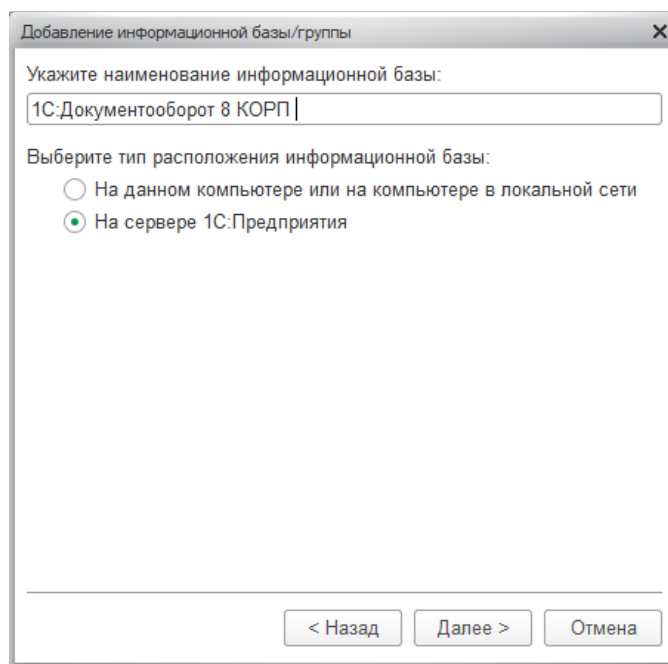 Добавление информационной базы/группы
Укажите наименование информационной базы:
1С:Документооборот 8 КОРП
Выберите тип расположения информационной базы:
На данном компьютере или на компьютере в локальной сети
На сервере 1С:Предприятия
< Назад Далее > Отмена